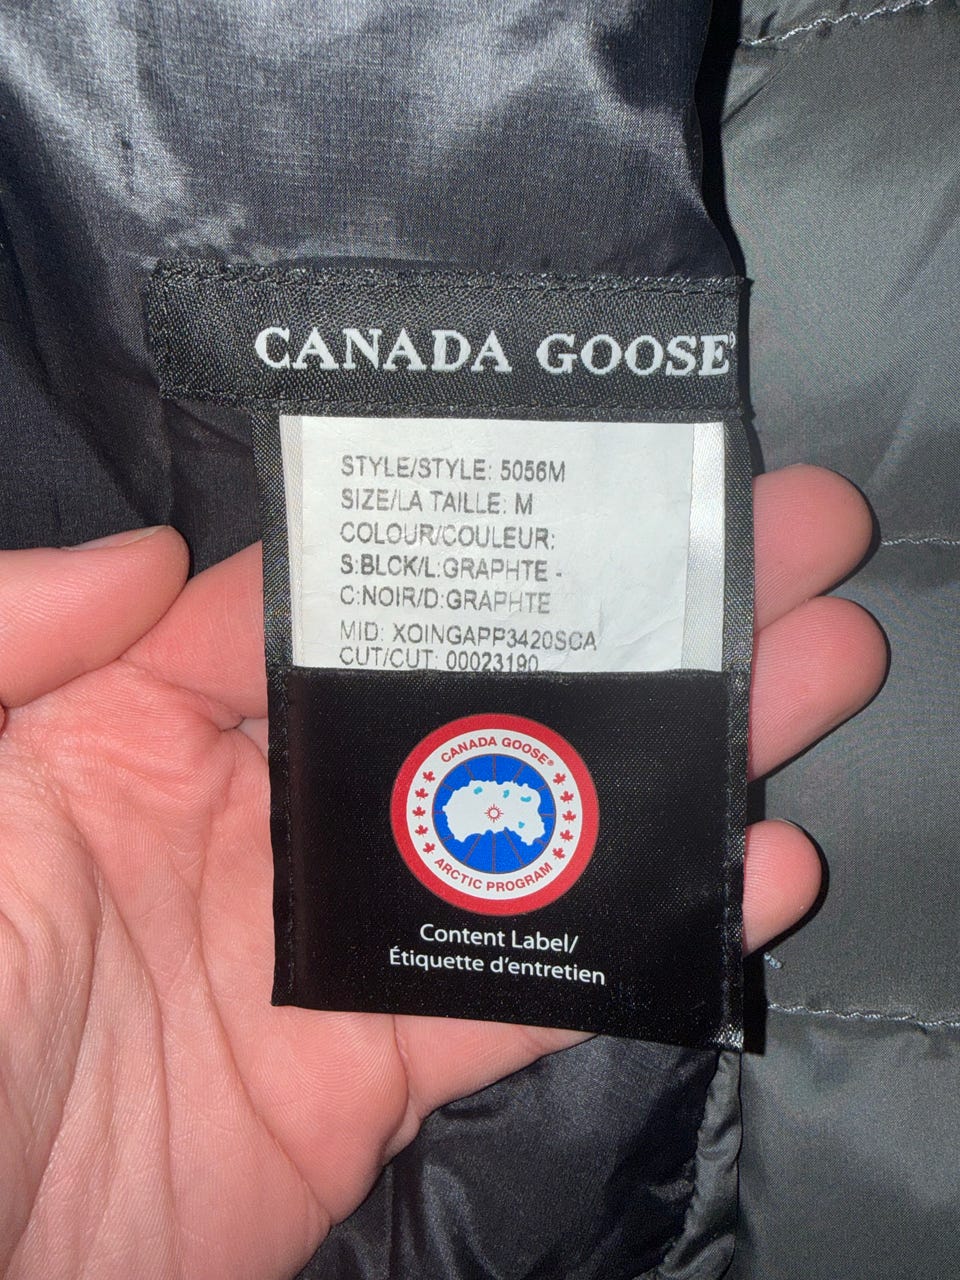 CANADA GOOSE®
STYLE/STYLE: 5056M
SIZE/LA TAILLE: M
COLOUR/COULEUR:
S:BLCK/L:GRAPHTE -
C:NOIR/D:GRAPHTE
MID: XOINGAPP3420SCA
CUT/CUT: 00023190
CANADA GOOSE®
ARCTIC PROGRAM
Content Label/
Étiquette d'entretien